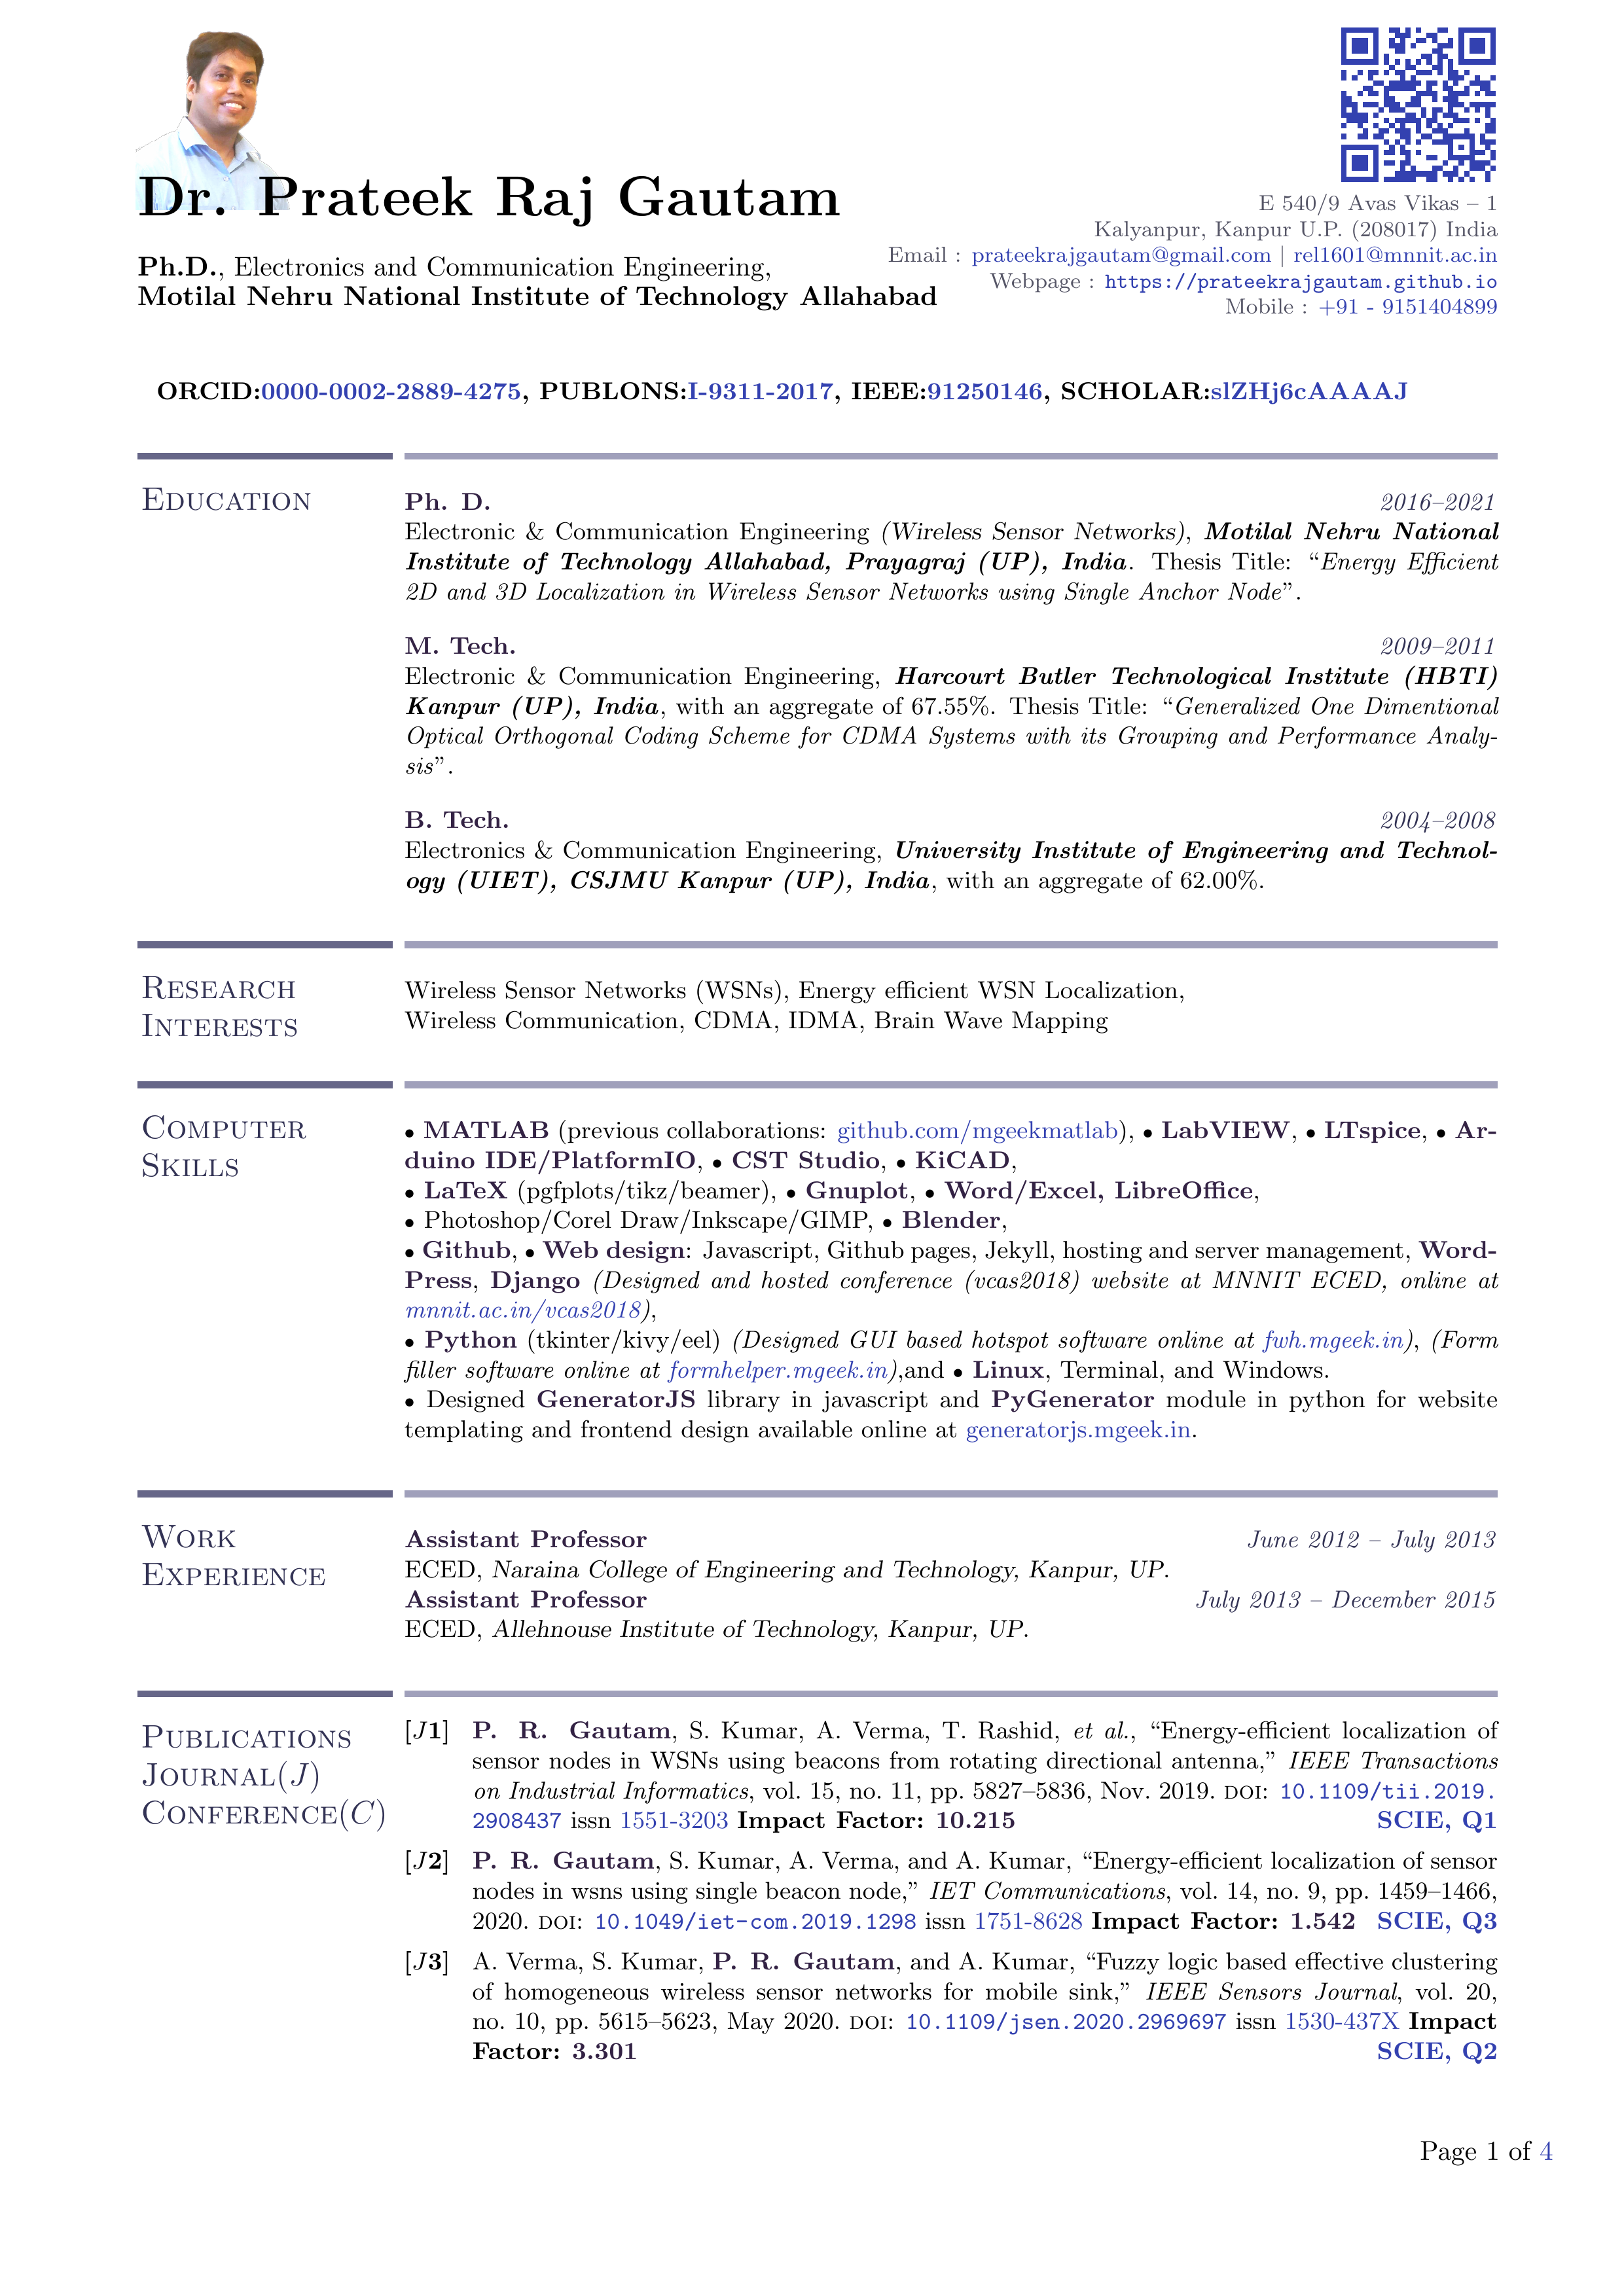 Dr. Prateek Raj Gautam
Ph.D., Electronics and Communication Engineering,
Motilal Nehru National Institute of Technology Allahabad
E 540/9 Avas Vikas – 1
Kalyanpur, Kanpur U.P. (208017) India
Email : prateekrajgautam@gmail.com | rel1601@mnnit.ac.in
Webpage : https://prateekrajgautam.github.io
Mobile : +91 - 9151404899
ORCID:0000-0002-2889-4275, PUBLONS:I-9311-2017, IEEE:91250146, SCHOLAR:slZHj6cAAAAJ
Education
Ph. D. 2016–2021
Electronic & Communication Engineering (Wireless Sensor Networks), Motilal Nehru National
Institute of Technology Allahabad, Prayagraj (UP), India. Thesis Title: “Energy Efficient
2D and 3D Localization in Wireless Sensor Networks using Single Anchor Node”.
M. Tech. 2009–2011
Electronic & Communication Engineering, Harcourt Butler Technological Institute (HBTI)
Kanpur (UP), India, with an aggregate of 67.55%. Thesis Title: “Generalized One Dimentional
Optical Orthogonal Coding Scheme for CDMA Systems with its Grouping and Performance Analy-
sis”.
B. Tech. 2004–2008
Electronics & Communication Engineering, University Institute of Engineering and Technol-
ogy (UIET), CSJMU Kanpur (UP), India, with an aggregate of 62.00%.
Research
Interests
Wireless Sensor Networks (WSNs), Energy efficient WSN Localization,
Wireless Communication, CDMA, IDMA, Brain Wave Mapping
Computer
Skills
• MATLAB (previous collaborations: github.com/mgeekmatlab), • LabVIEW, • LTspice, • Ar-
duino IDE/PlatformIO, • CST Studio, • KiCAD,
• LaTeX (pgfplots/tikz/beamer), • Gnuplot, • Word/Excel, LibreOffice,
• Photoshop/Corel Draw/Inkscape/GIMP, • Blender,
• Github, • Web design: Javascript, Github pages, Jekyll, hosting and server management, Word-
Press, Django (Designed and hosted conference (vcas2018) website at MNNIT ECED, online at
mnnit.ac.in/vcas2018),
• Python (tkinter/kivy/eel) (Designed GUI based hotspot software online at fwh.mgeek.in), (Form
filler software online at formhelper.mgeek.in),and • Linux, Terminal, and Windows.
• Designed GeneratorJS library in javascript and PyGenerator module in python for website
templating and frontend design available online at generatorjs.mgeek.in.
Work
Experience
Assistant Professor June 2012 – July 2013
ECED, Naraina College of Engineering and Technology, Kanpur, UP.
Assistant Professor July 2013 – December 2015
ECED, Allehnouse Institute of Technology, Kanpur, UP.
Publications
Journal(J)
Conference(C)
[J1] P. R. Gautam, S. Kumar, A. Verma, T. Rashid, et al., “Energy-efficient localization of
sensor nodes in WSNs using beacons from rotating directional antenna,” IEEE Transactions
on Industrial Informatics, vol. 15, no. 11, pp. 5827–5836, Nov. 2019. doi: 10.1109/tii.2019.
2908437 issn 1551-3203 Impact Factor: 10.215 SCIE, Q1
[J2] P. R. Gautam, S. Kumar, A. Verma, and A. Kumar, “Energy-efficient localization of sensor
nodes in wsns using single beacon node,” IET Communications, vol. 14, no. 9, pp. 1459–1466,
2020. doi: 10.1049/iet-com.2019.1298 issn 1751-8628 Impact Factor: 1.542 SCIE, Q3
[J3] A. Verma, S. Kumar, P. R. Gautam, and A. Kumar, “Fuzzy logic based effective clustering
of homogeneous wireless sensor networks for mobile sink,” IEEE Sensors Journal, vol. 20,
no. 10, pp. 5615–5623, May 2020. doi: 10.1109/jsen.2020.2969697 issn 1530-437X Impact
Factor: 3.301 SCIE, Q2
Page 1 of 4